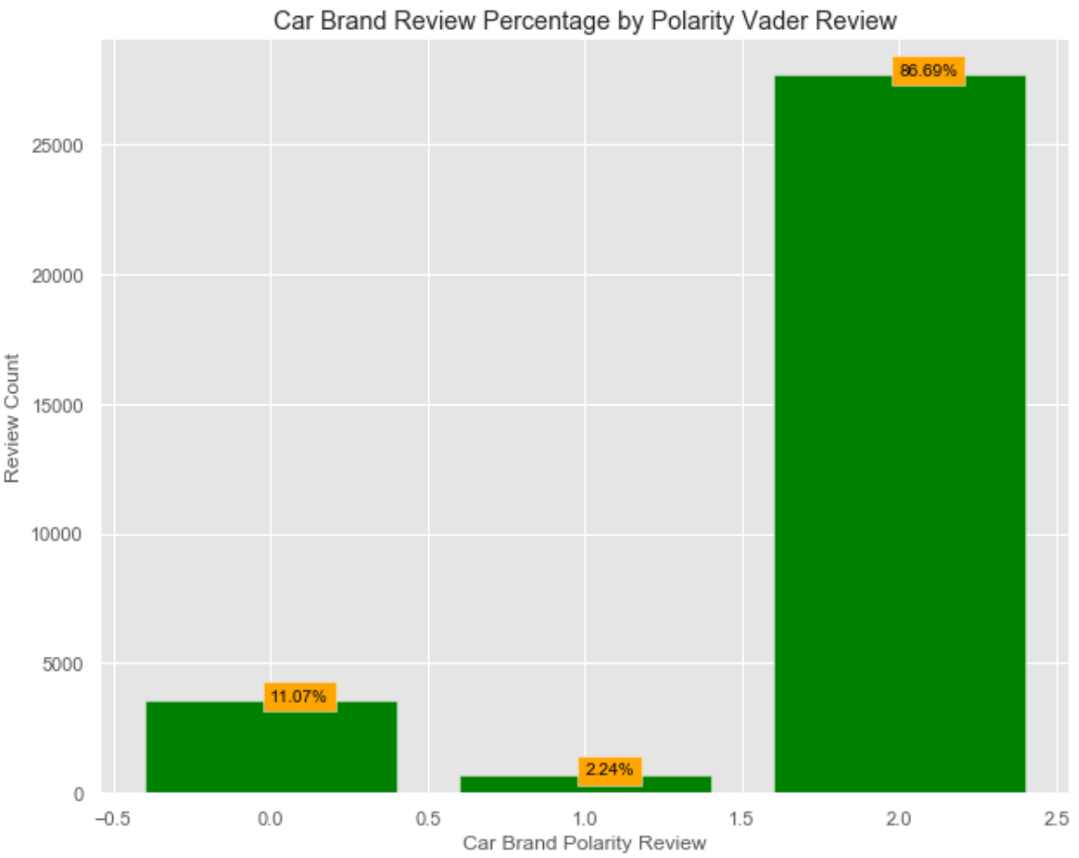 Car Brand Review Percentage by Polarity Vader Review
86.69%
25000
20000
15000
Review Count
10000
5000
11.07%
2.24%
0
−0.5 0.0 0.5 1.0 1.5 2.0 2.5
Car Brand Polarity Review